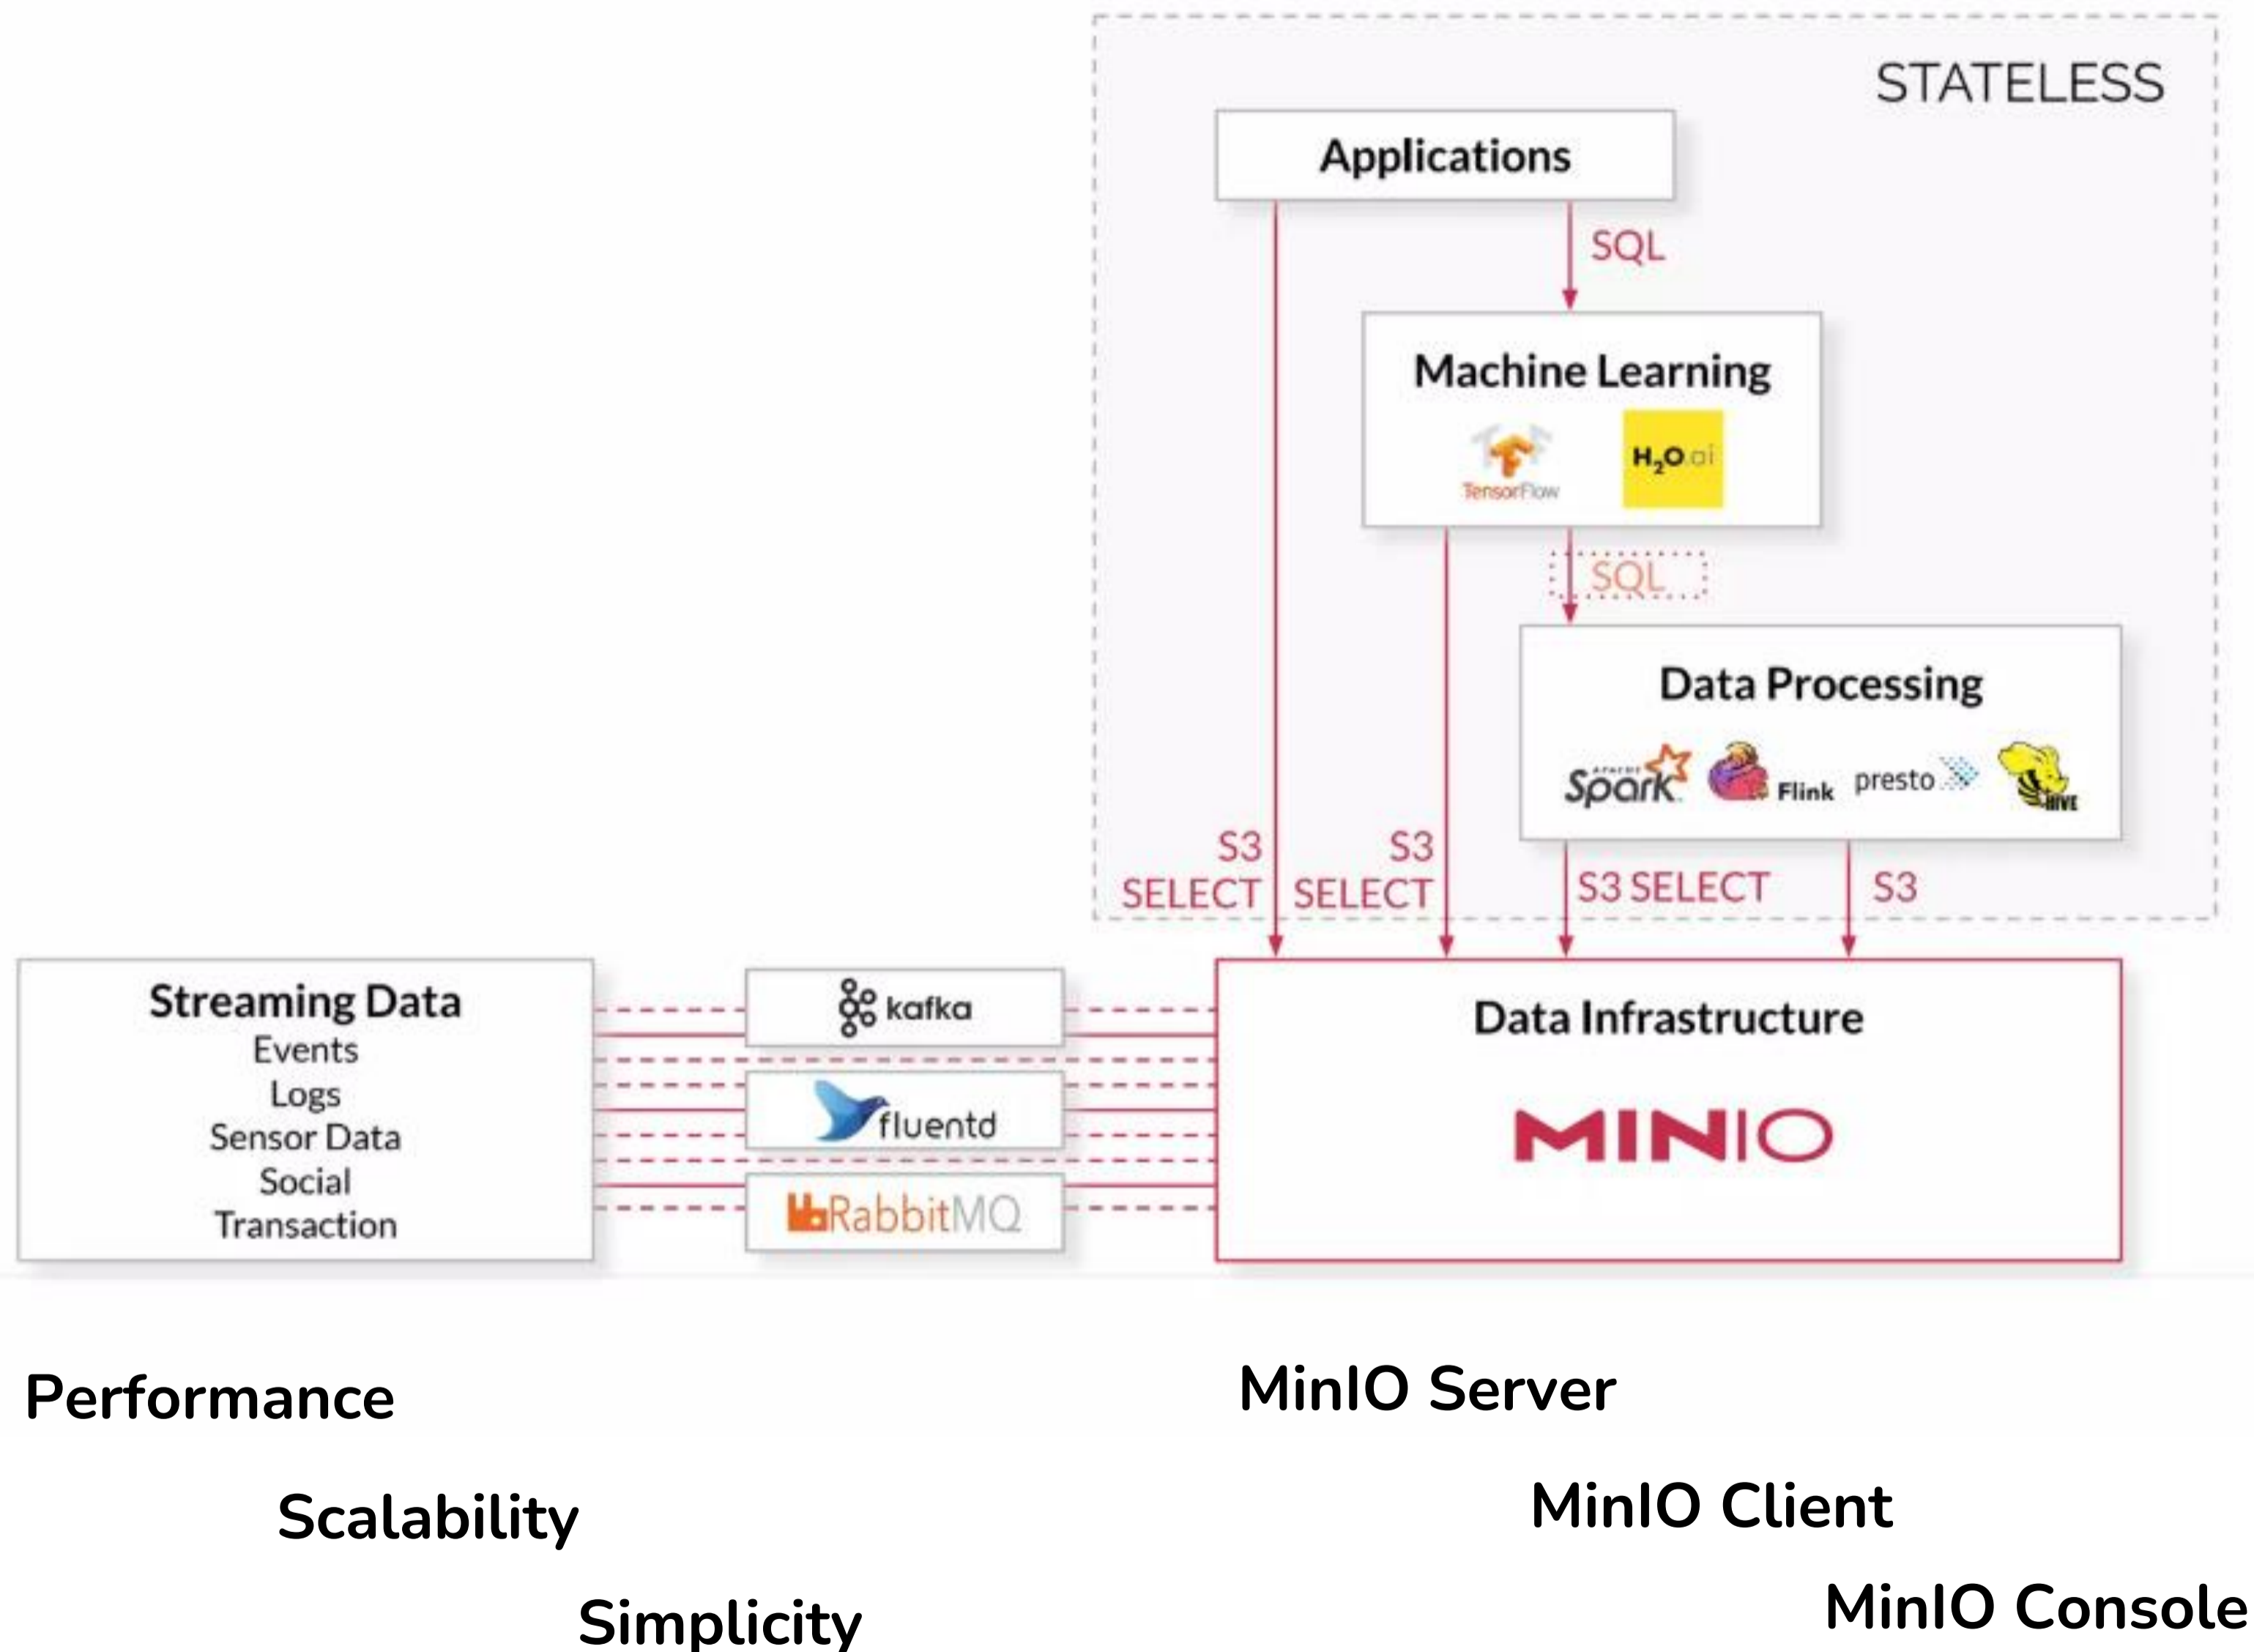 STATELESS
Applications
SQL
Machine Learning
TensorFlow
H2O.ai
SQL
Data Processing
APACHE
Spark
Flink
presto
HIVE
S3
SELECT
S3
SELECT
S3 SELECT
S3
Streaming Data
Events
Logs
Sensor Data
Social
Transaction
kafka
fluentd
RabbitMQ
Data Infrastructure
MINIO
Performance
Scalability
Simplicity
MinIO Server
MinIO Client
MinIO Console